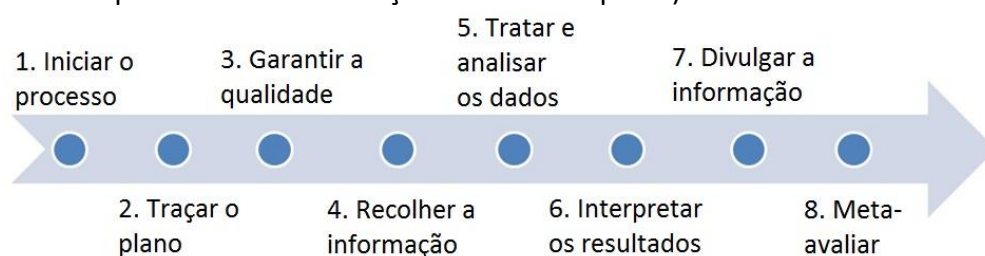 1. Iniciar o
processo
2. Traçar o
plano
3. Garantir a
qualidade
4. Recolher a
informação
5. Tratar e
analisar
os dados
6. Interpretar
os resultados
7. Divulgar a
informação
8. Meta-
avaliar